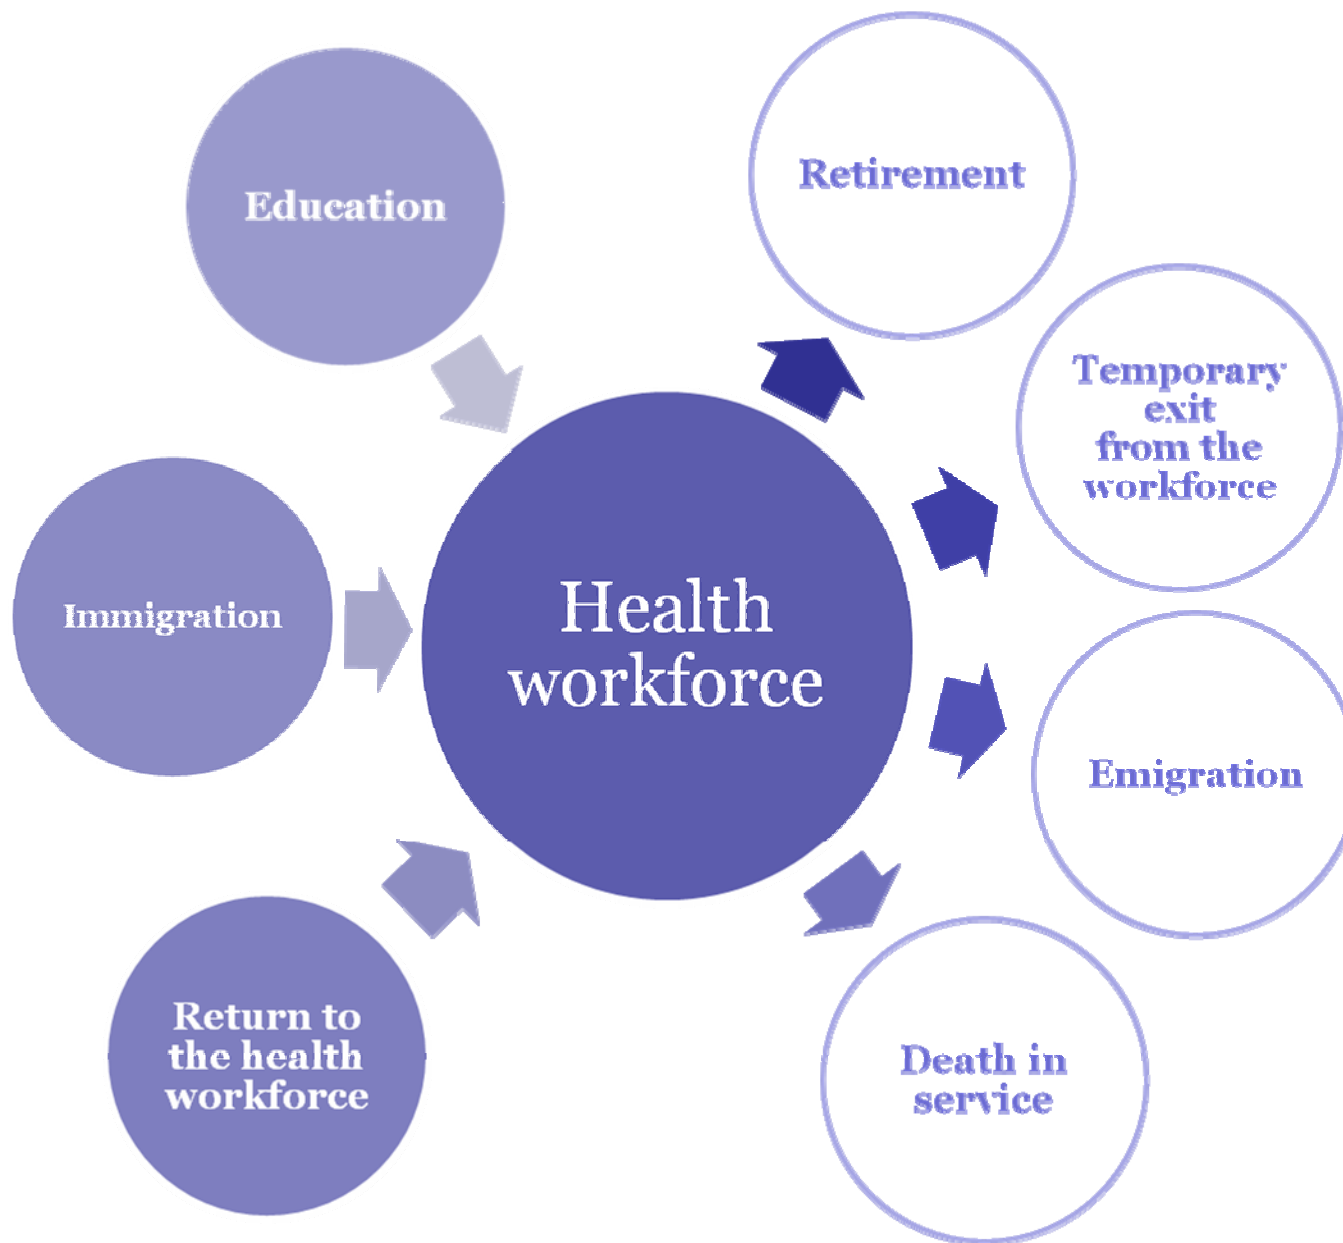 Education
Retirement
Temporary
exit
from the
workforce
Immigration
Health
workforce
Emigration
Return to
the health
workforce
Death in
service